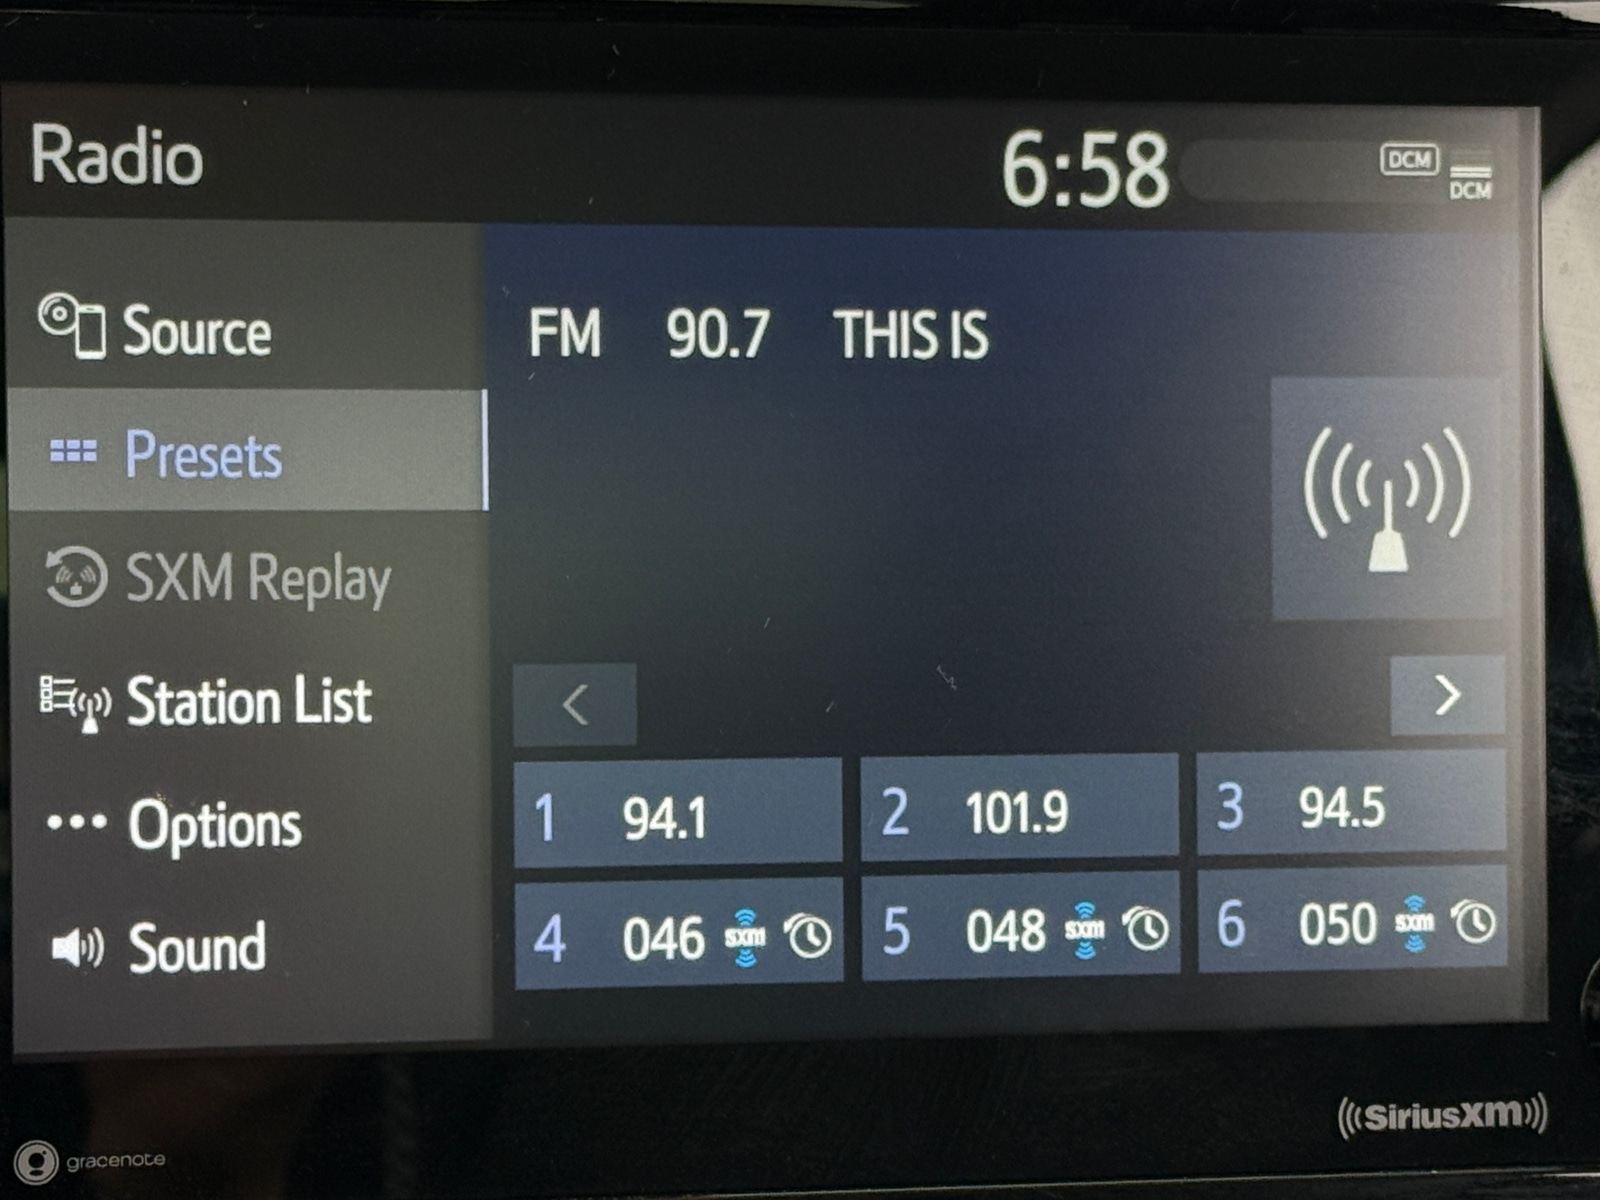 Radio
6:58
DCM
DCM
Source
Presets
SXM Replay
Station List
Options
Sound
FM 90.7 THIS IS
<
>
1 94.1
2 101.9
3 94.5
4 046 sxm
5 048 sxm
6 050 sxm
SiriusXM
g gracenote